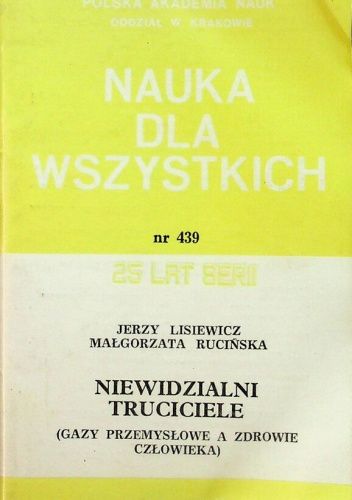 POLSKA AKADEMIA NAUK
ODDZIAŁ W KRAKOWIE
NAUKA
DLA
WSZYSTKICH
nr 439
25 LAT SERII
JERZY LISIEWICZ
MAŁGORZATA RUCIŃSKA
NIEWIDZIALNI
TRUCICIELE
(GAZY PRZEMYSŁOWE A ZDROWIE
CZŁOWIEKA)